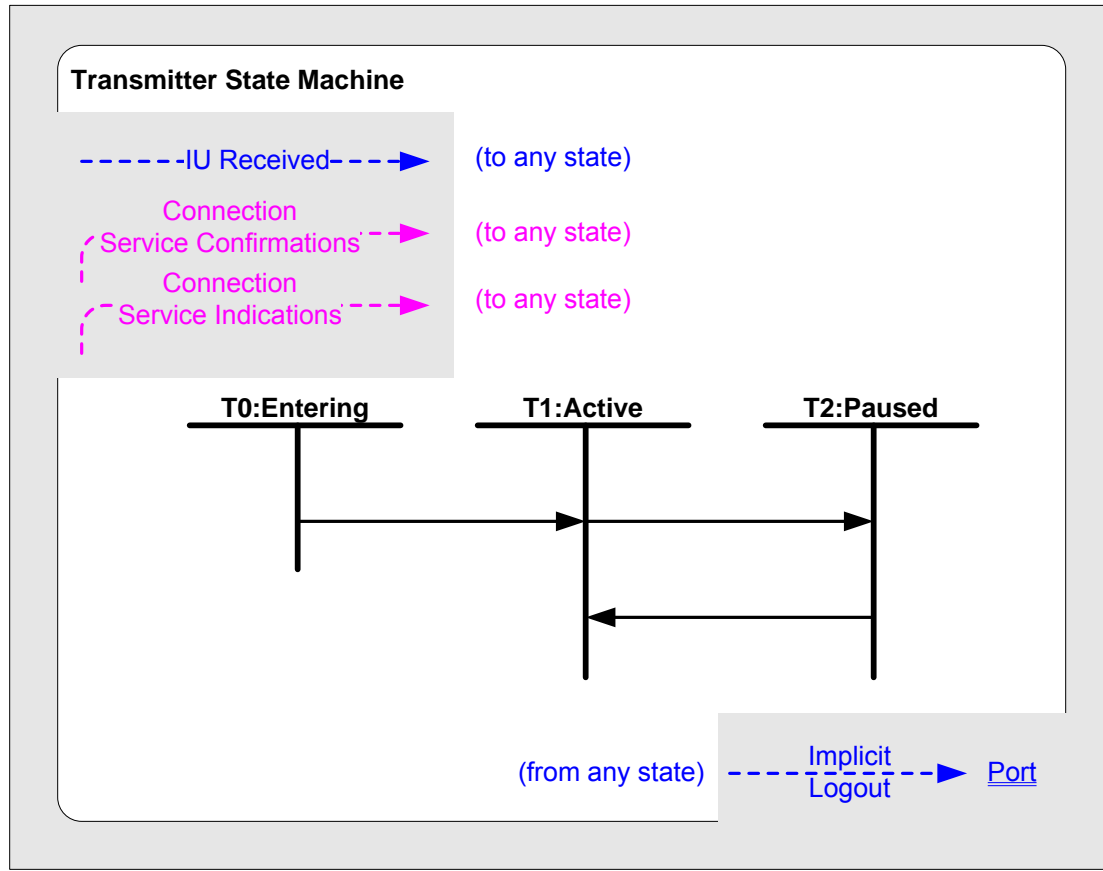 Transmitter State Machine
IU Received
(to any state)
Connection
Service Confirmations
(to any state)
Connection
Service Indications
(to any state)
T0:Entering
T1:Active
T2:Paused
(from any state)
Implicit
Logout
Port